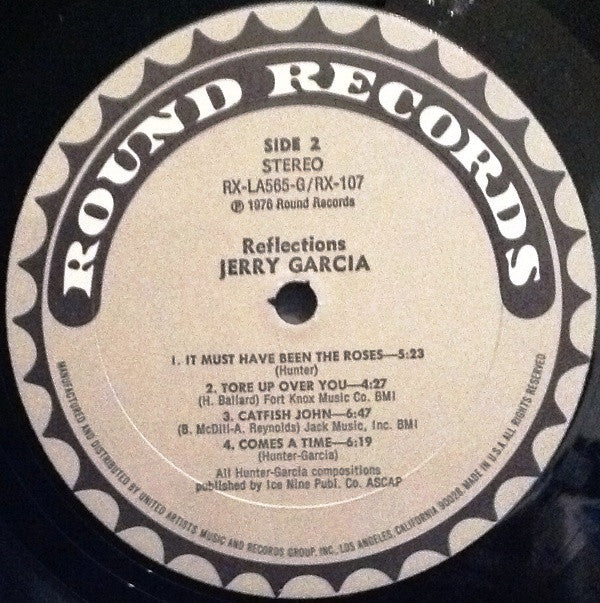 ROUND RECORDS
SIDE 2
STEREO
RX-LA565-G/RX-107
℗ 1976 Round Records
Reflections
JERRY GARCIA
1. IT MUST HAVE BEEN THE ROSES—5:23
(Hunter)
2. TORE UP OVER YOU—4:27
(H. Ballard) Fort Knox Music Co. BMI
3. CATFISH JOHN—6:47
(B. McDill-A. Reynolds) Jack Music, Inc. BMI
4. COMES A TIME—6:19
(Hunter-Garcia)
All Hunter-Garcia compositions
published by Ice Nine Publ. Co. ASCAP
MANUFACTURED AND DISTRIBUTED BY UNITED ARTISTS MUSIC AND RECORDS GROUP, INC., LOS ANGELES, CALIFORNIA 90028. MADE IN U.S.A. ALL RIGHTS RESERVED